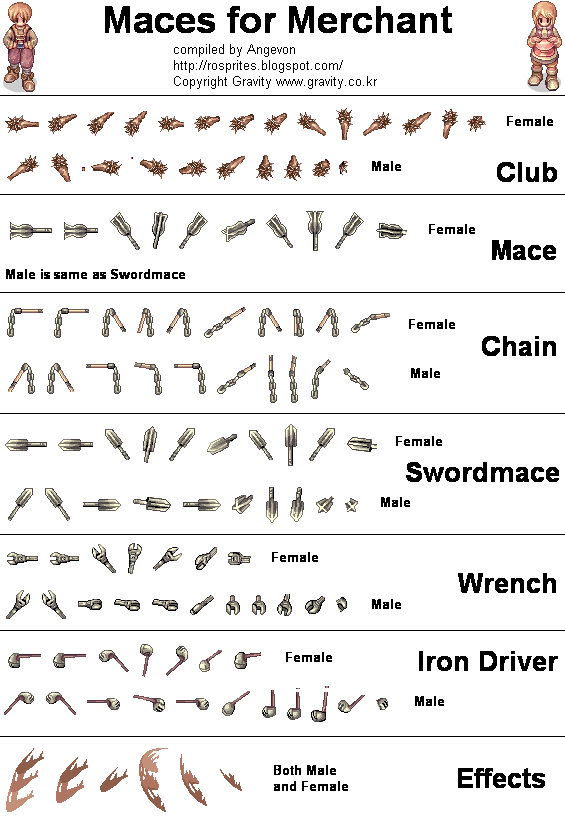 Maces for Merchant
compiled by Angevon
http://rosprites.blogspot.com/
Copyright Gravity www.gravity.co.kr
Female
Male
Club
Female
Mace
Male is same as Swordmace
Female
Chain
Male
Female
Swordmace
Male
Female
Wrench
Male
Female
Iron Driver
Male
Both Male
and Female
Effects